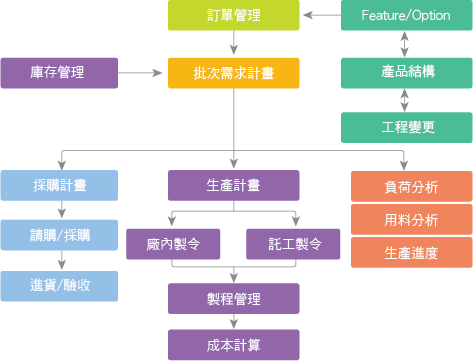 訂單管理
Feature/Option
庫存管理
批次需求計畫
產品結構
工程變更
採購計畫
生產計畫
負荷分析
請購/採購
用料分析
廠內製令
託工製令
生產進度
進貨/驗收
製程管理
成本計算